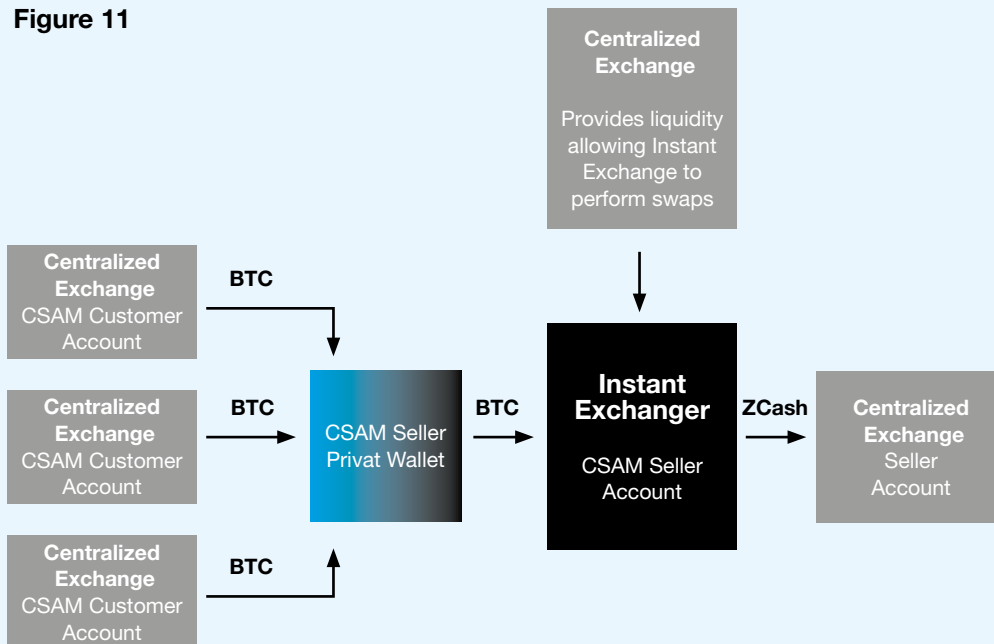 Figure 11
Centralized
Exchange
Provides liquidity
allowing Instant
Exchange to
perform swaps
Centralized
Exchange
CSAM Customer
Account
BTC
Centralized
Exchange
CSAM Customer
Account
BTC
Centralized
Exchange
CSAM Customer
Account
BTC
CSAM Seller
Privat Wallet
BTC
Instant
Exchanger
CSAM Seller
Account
ZCash
Centralized
Exchange
Seller
Account